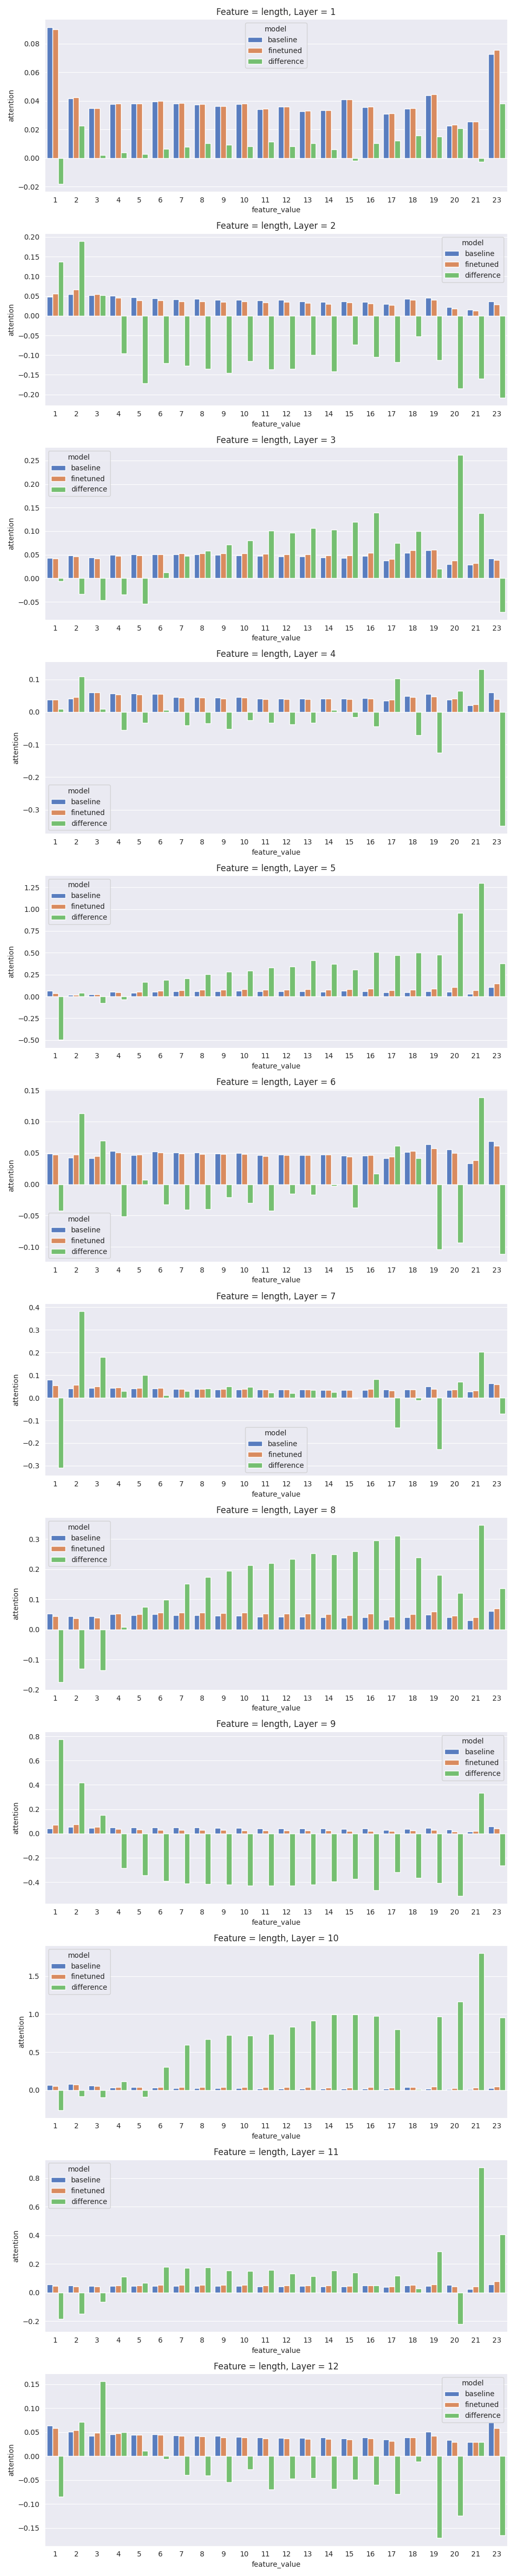 Feature = length, Layer = 1
model
baseline
finetuned
difference
0.08
0.06
0.04
0.02
0.00
−0.02
attention
1 2 3 4 5 6 7 8 9 10 11 12 13 14 15 16 17 18 19 20 21 23
feature_value
Feature = length, Layer = 2
model
baseline
finetuned
difference
0.20
0.15
0.10
0.05
0.00
−0.05
−0.10
−0.15
−0.20
attention
1 2 3 4 5 6 7 8 9 10 11 12 13 14 15 16 17 18 19 20 21 23
feature_value
Feature = length, Layer = 3
model
baseline
finetuned
difference
0.25
0.20
0.15
0.10
0.05
0.00
−0.05
attention
1 2 3 4 5 6 7 8 9 10 11 12 13 14 15 16 17 18 19 20 21 23
feature_value
Feature = length, Layer = 4
0.1
0.0
−0.1
−0.2
−0.3
attention
model
baseline
finetuned
difference
1 2 3 4 5 6 7 8 9 10 11 12 13 14 15 16 17 18 19 20 21 23
feature_value
Feature = length, Layer = 5
model
baseline
finetuned
difference
1.25
1.00
0.75
0.50
0.25
0.00
−0.25
−0.50
attention
1 2 3 4 5 6 7 8 9 10 11 12 13 14 15 16 17 18 19 20 21 23
feature_value
Feature = length, Layer = 6
0.15
0.10
0.05
0.00
−0.05
−0.10
attention
model
baseline
finetuned
difference
1 2 3 4 5 6 7 8 9 10 11 12 13 14 15 16 17 18 19 20 21 23
feature_value
Feature = length, Layer = 7
0.4
0.3
0.2
0.1
0.0
−0.1
−0.2
−0.3
attention
model
baseline
finetuned
difference
1 2 3 4 5 6 7 8 9 10 11 12 13 14 15 16 17 18 19 20 21 23
feature_value
Feature = length, Layer = 8
model
baseline
finetuned
difference
0.3
0.2
0.1
0.0
−0.1
−0.2
attention
1 2 3 4 5 6 7 8 9 10 11 12 13 14 15 16 17 18 19 20 21 23
feature_value
Feature = length, Layer = 9
model
baseline
finetuned
difference
0.8
0.6
0.4
0.2
0.0
−0.2
−0.4
attention
1 2 3 4 5 6 7 8 9 10 11 12 13 14 15 16 17 18 19 20 21 23
feature_value
Feature = length, Layer = 10
model
baseline
finetuned
difference
1.5
1.0
0.5
0.0
attention
1 2 3 4 5 6 7 8 9 10 11 12 13 14 15 16 17 18 19 20 21 23
feature_value
Feature = length, Layer = 11
model
baseline
finetuned
difference
0.8
0.6
0.4
0.2
0.0
−0.2
attention
1 2 3 4 5 6 7 8 9 10 11 12 13 14 15 16 17 18 19 20 21 23
feature_value
Feature = length, Layer = 12
model
baseline
finetuned
difference
0.15
0.10
0.05
0.00
−0.05
−0.10
−0.15
attention
1 2 3 4 5 6 7 8 9 10 11 12 13 14 15 16 17 18 19 20 21 23
feature_value